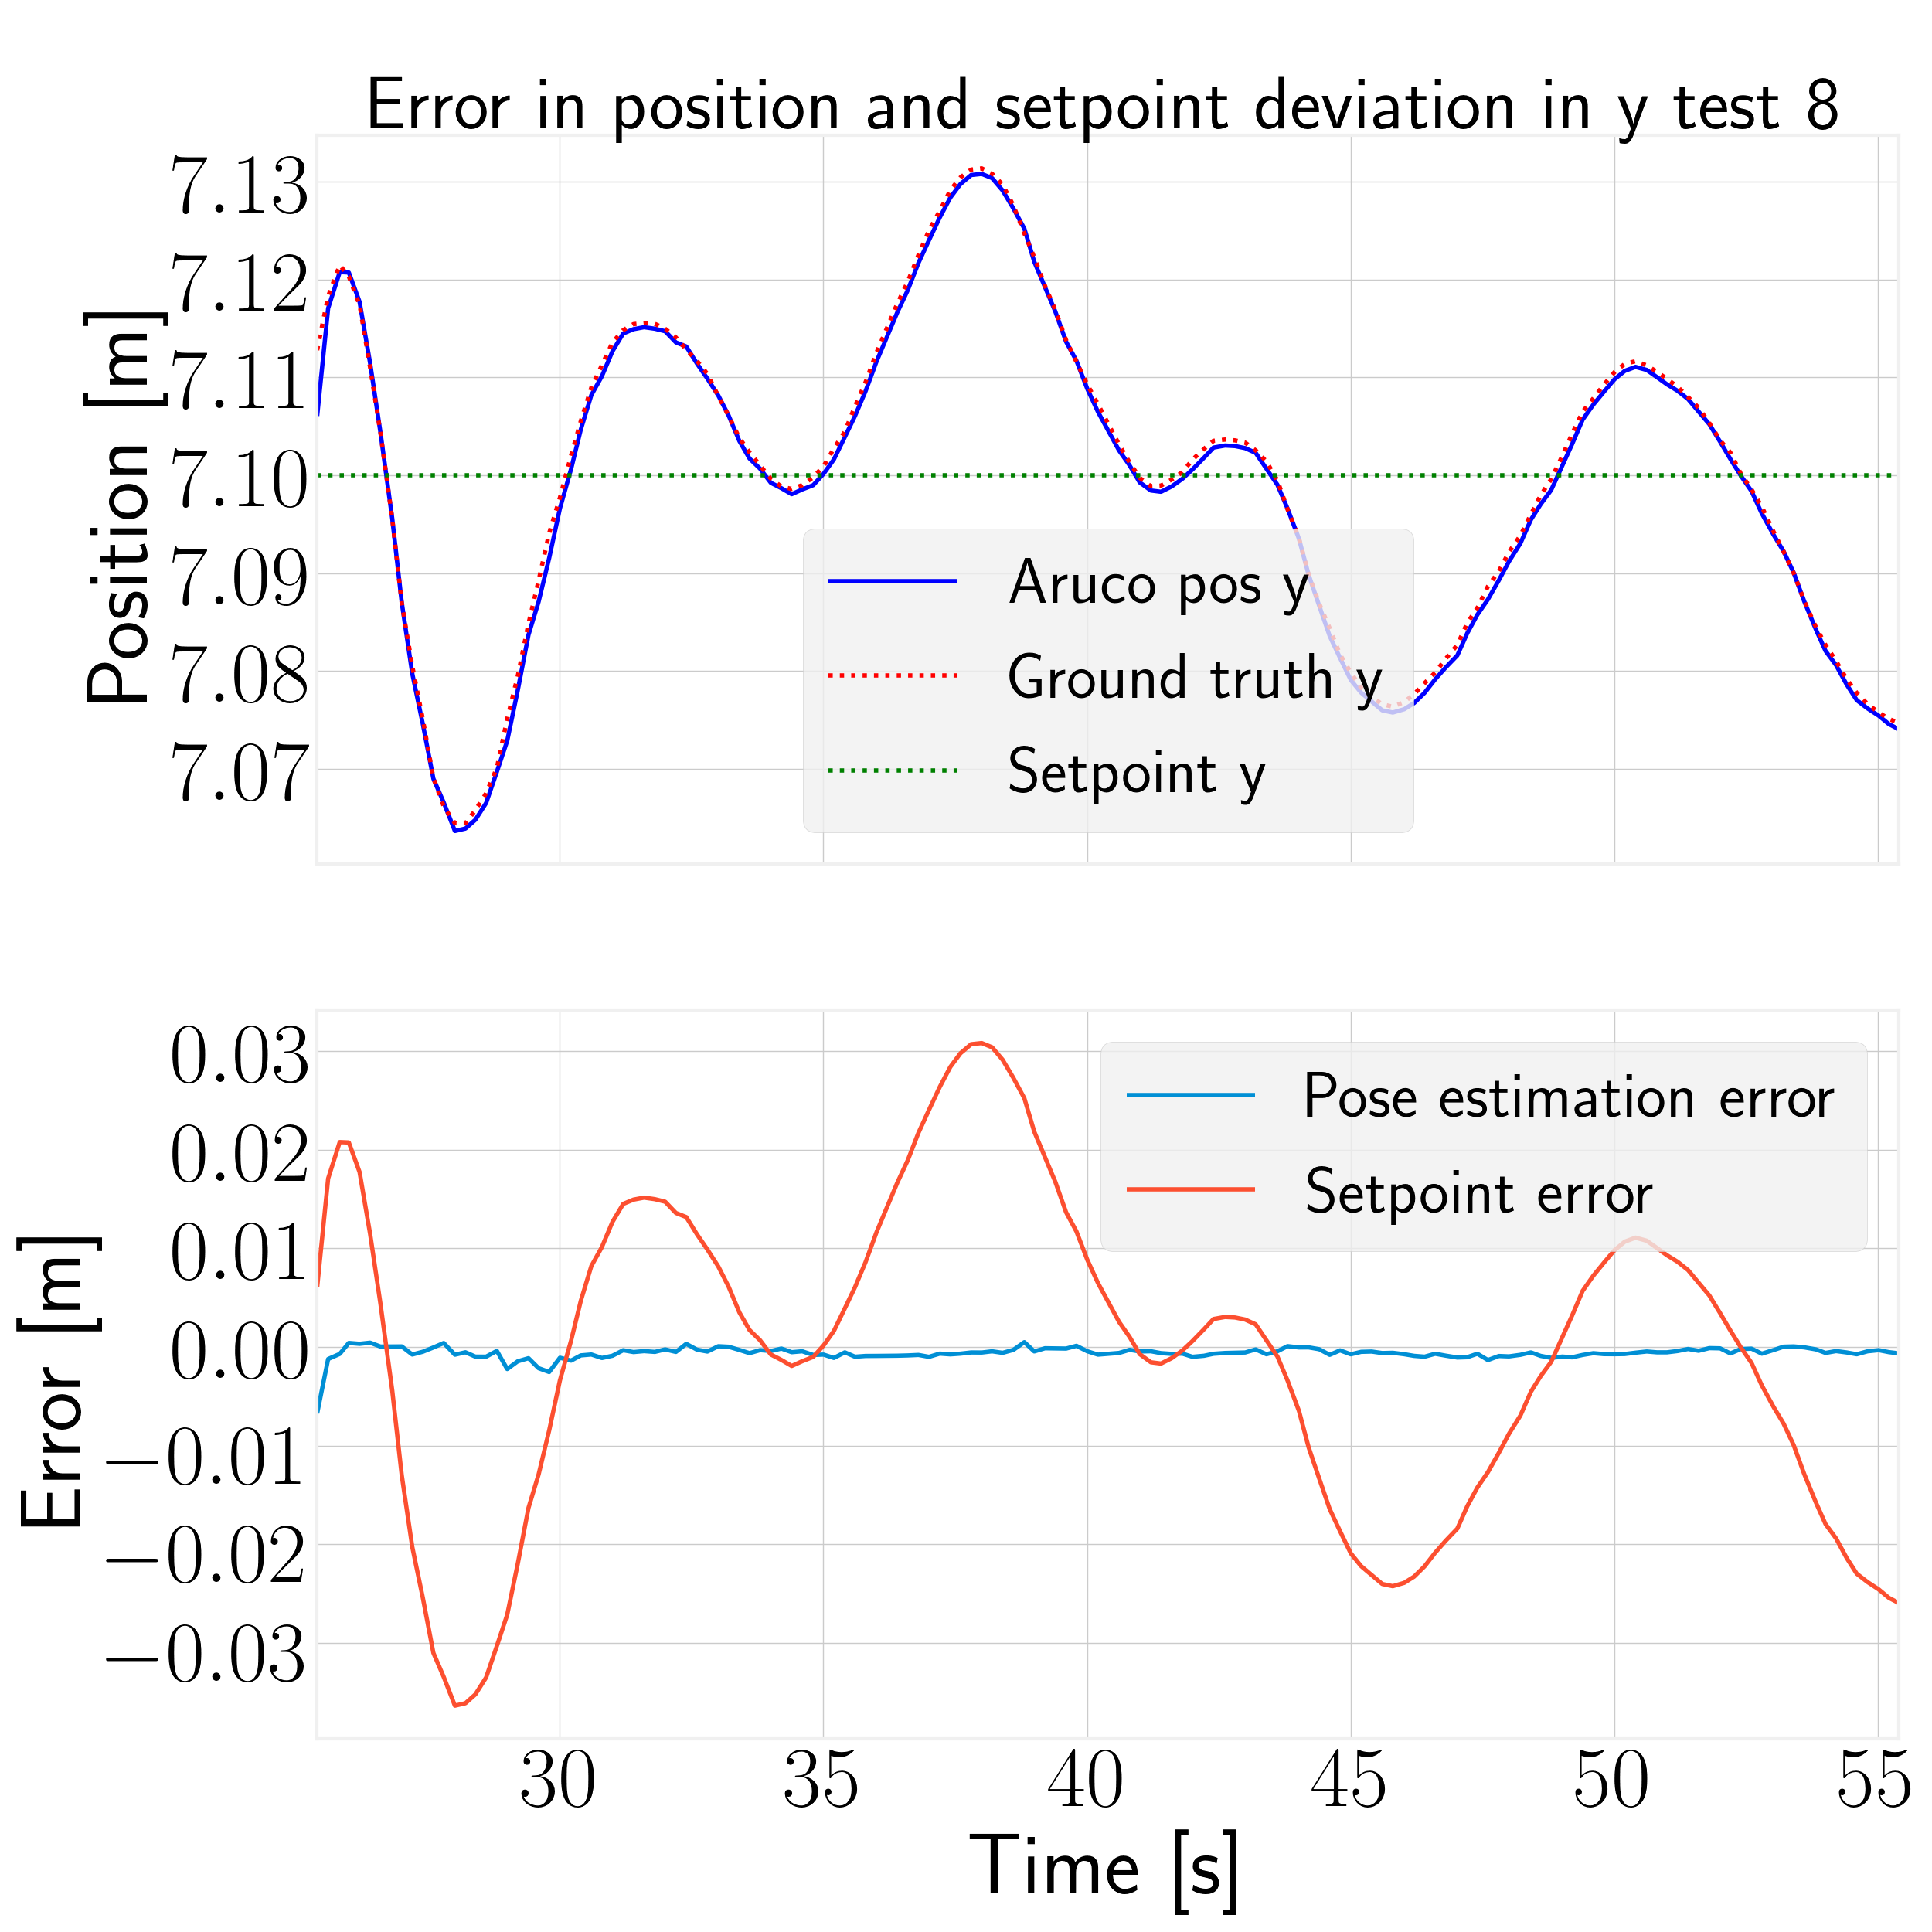 Error in position and setpoint deviation in y test 8
Position [m]
7.13
7.12
7.11
7.10
7.09
7.08
7.07
Aruco pos y
Ground truth y
Setpoint y
Error [m]
0.03
0.02
0.01
0.00
−0.01
−0.02
−0.03
Pose estimation error
Setpoint error
30 35 40 45 50 55
Time [s]